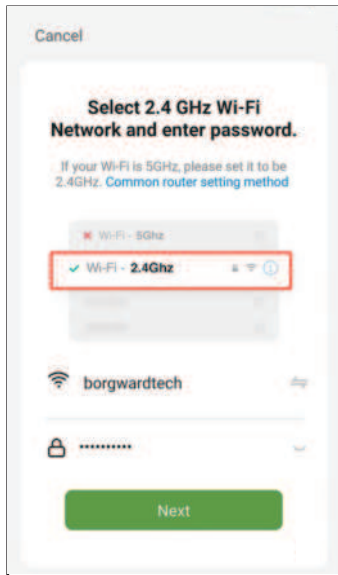 Cancel
Select 2.4 GHz Wi-Fi
Network and enter password.
If your Wi-Fi is 5GHz, please set it to be
2.4GHz. Common router setting method
Wi-Fi - 5Ghz
Wi-Fi - 2.4Ghz
borgwardtech
Next